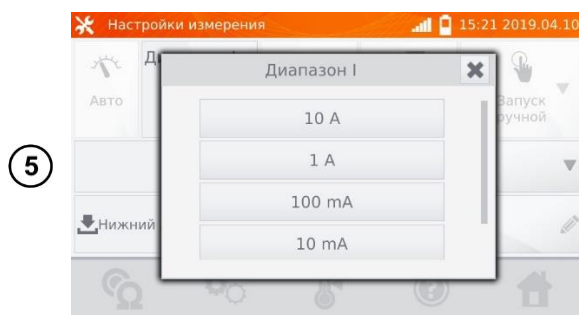 Настройки измерения 15:21 2019.04.10
Диапазон I
Авто
Запуск
ручной
10 A
1 A
5
100 mA
Нижний
10 mA